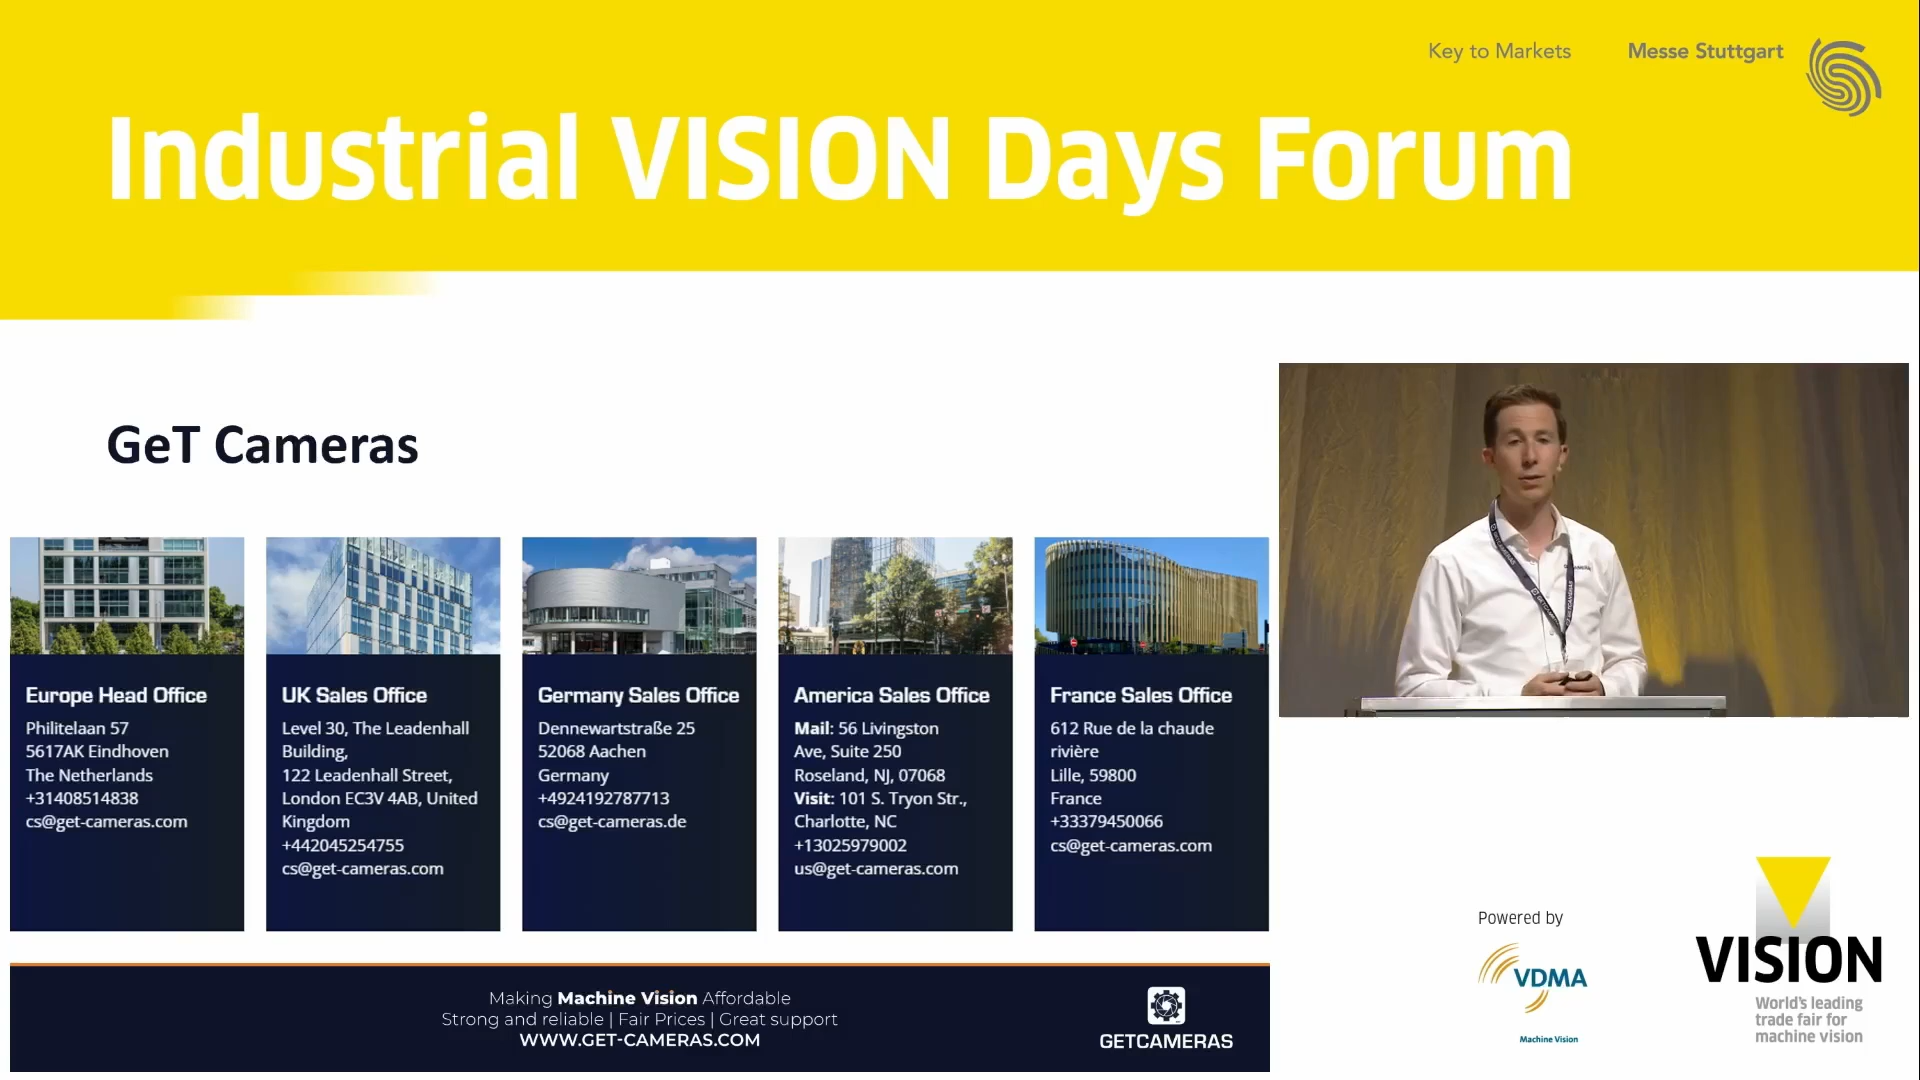 Key to Markets
Messe Stuttgart
Industrial VISION Days Forum
GeT Cameras
Europe Head Office
Philitelaan 57
5617AK Eindhoven
The Netherlands
+31408514838
cs@get-cameras.com
UK Sales Office
Level 30, The Leadenhall
Building,
122 Leadenhall Street,
London EC3V 4AB, United
Kingdom
+442045254755
cs@get-cameras.com
Germany Sales Office
Dennewartstraße 25
52068 Aachen
Germany
+4924192787713
cs@get-cameras.de
America Sales Office
Mail: 56 Livingston
Ave, Suite 250
Roseland, NJ, 07068
Visit: 101 S. Tryon Str.,
Charlotte, NC
+13025979002
us@get-cameras.com
France Sales Office
612 Rue de la chaude
rivière
Lille, 59800
France
+33379450066
cs@get-cameras.com
Making Machine Vision Affordable
Strong and reliable | Fair Prices | Great support
WWW.GET-CAMERAS.COM
GETCAMERAS
Powered by
VDMA
Machine Vision
VISION
World's leading
trade fair for
machine vision